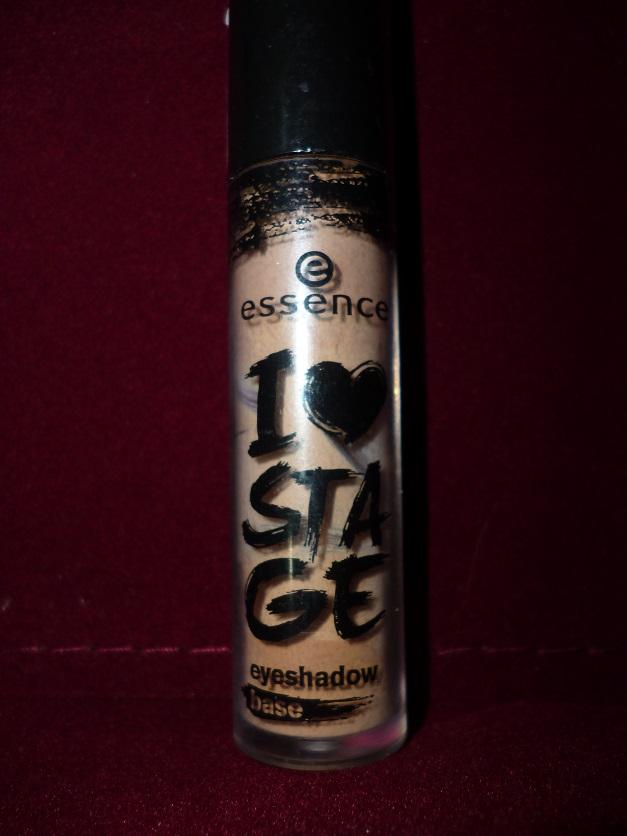 e
essence
I ♥
STA
GE
eyeshadow
base